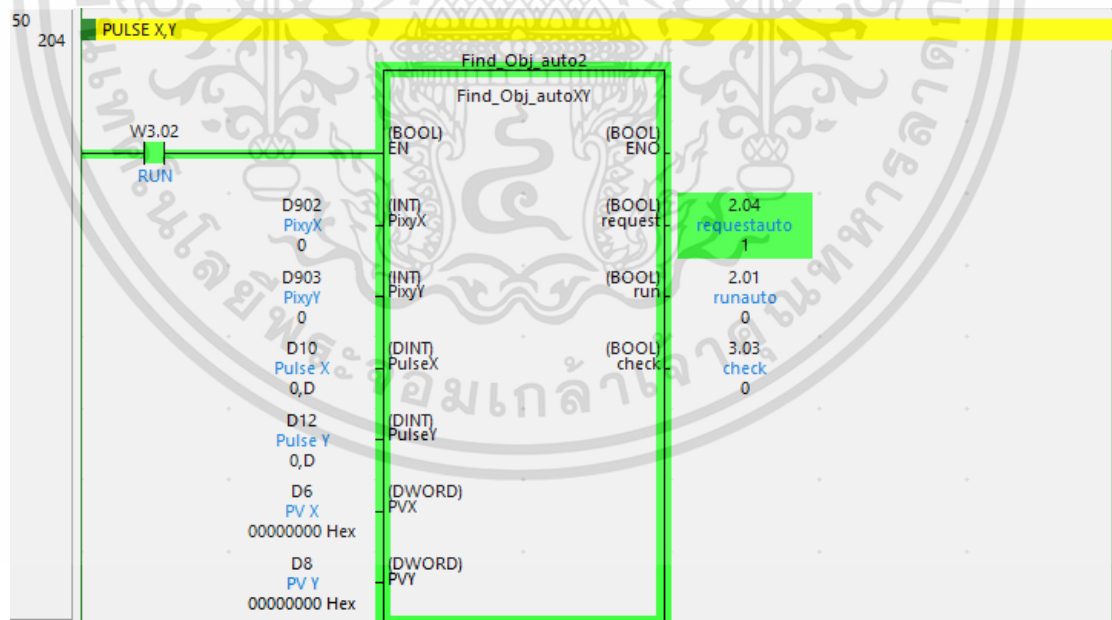 50
204
PULSE X,Y
Find_Obj_auto2
Find_Obj_autoXY
W3.02
RUN
(BOOL)
EN
(BOOL)
ENO
D902
PixyX
0
(INT)
PixyX
(BOOL)
request
2.04
requestauto
1
D903
PixyY
0
(INT)
PixyY
(BOOL)
run
2.01
runauto
0
D10
Pulse X
0,D
(DINT)
PulseX
(BOOL)
check
3.03
check
0
D12
Pulse Y
0,D
(DINT)
PulseY
D6
PV X
00000000 Hex
(DWORD)
PVX
D8
PV Y
00000000 Hex
(DWORD)
PVY